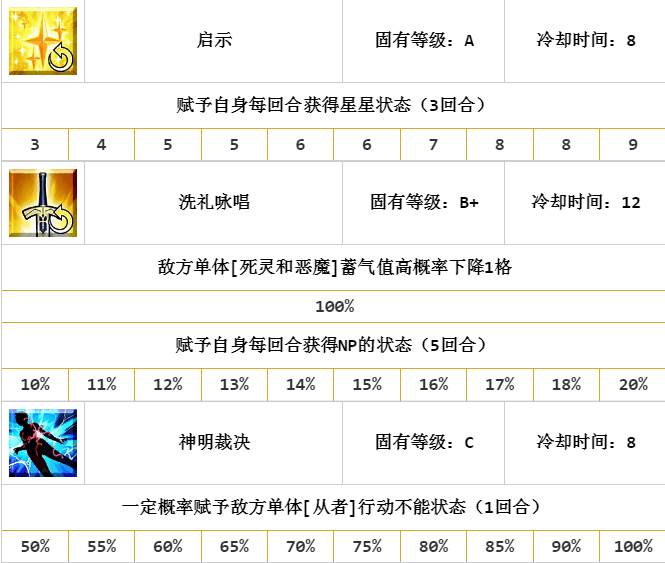 启示 固有等级：A 冷却时间：8
赋予自身每回合获得星星状态（3回合）
3 4 5 5 6 6 7 8 8 9
洗礼咏唱 固有等级：B+ 冷却时间：12
敌方单体[死灵和恶魔]蓄气值高概率下降1格
100%
赋予自身每回合获得NP的状态（5回合）
10% 11% 12% 13% 14% 15% 16% 17% 18% 20%
神明裁决 固有等级：C 冷却时间：8
一定概率赋予敌方单体[从者]行动不能状态（1回合）
50% 55% 60% 65% 70% 75% 80% 85% 90% 100%